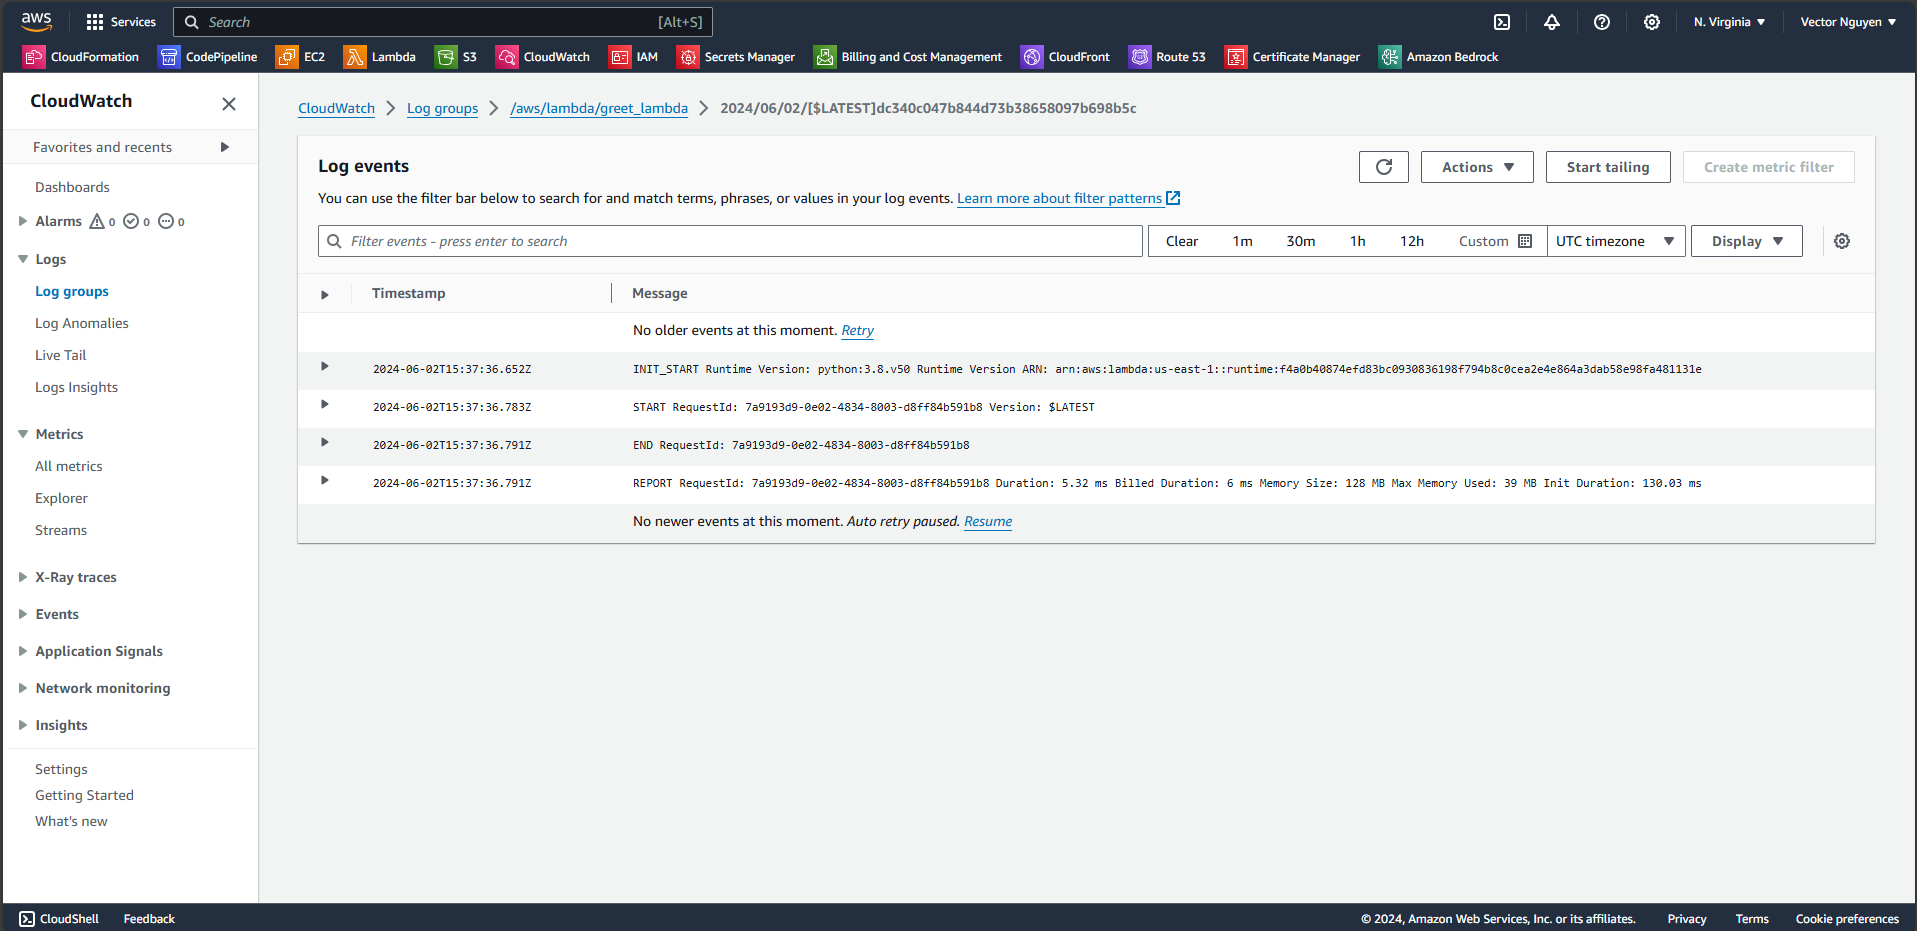 aws Services Search [Alt+S] N. Virginia Vector Nguyen
CloudFormation CodePipeline EC2 Lambda S3 CloudWatch IAM Secrets Manager Billing and Cost Management CloudFront Route 53 Certificate Manager Amazon Bedrock
CloudWatch
Favorites and recents
Dashboards
Alarms 0 0 0
Logs
Log groups
Log Anomalies
Live Tail
Logs Insights
Metrics
All metrics
Explorer
Streams
X-Ray traces
Events
Application Signals
Network monitoring
Insights
Settings
Getting Started
What's new
CloudWatch Log groups /aws/lambda/greet_lambda 2024/06/02/[$LATEST]dc340c047b844d73b38658097b698b5c
Log events
Actions Start tailing Create metric filter
You can use the filter bar below to search for and match terms, phrases, or values in your log events. Learn more about filter patterns
Filter events - press enter to search Clear 1m 30m 1h 12h Custom UTC timezone Display
Timestamp Message
No older events at this moment. Retry
2024-06-02T15:37:36.652Z INIT_START Runtime Version: python:3.8.v50 Runtime Version ARN: arn:aws:lambda:us-east-1::runtime:f4a0b40874efd83bc0930836198f794b8c0cea2e4e864a3dab58e98fa481131e
2024-06-02T15:37:36.783Z START RequestId: 7a9193d9-0e02-4834-8003-d8ff84b591b8 Version: $LATEST
2024-06-02T15:37:36.791Z END RequestId: 7a9193d9-0e02-4834-8003-d8ff84b591b8
2024-06-02T15:37:36.791Z REPORT RequestId: 7a9193d9-0e02-4834-8003-d8ff84b591b8 Duration: 5.32 ms Billed Duration: 6 ms Memory Size: 128 MB Max Memory Used: 39 MB Init Duration: 130.03 ms
No newer events at this moment. Auto retry paused. Resume
CloudShell Feedback © 2024, Amazon Web Services, Inc. or its affiliates. Privacy Terms Cookie preferences